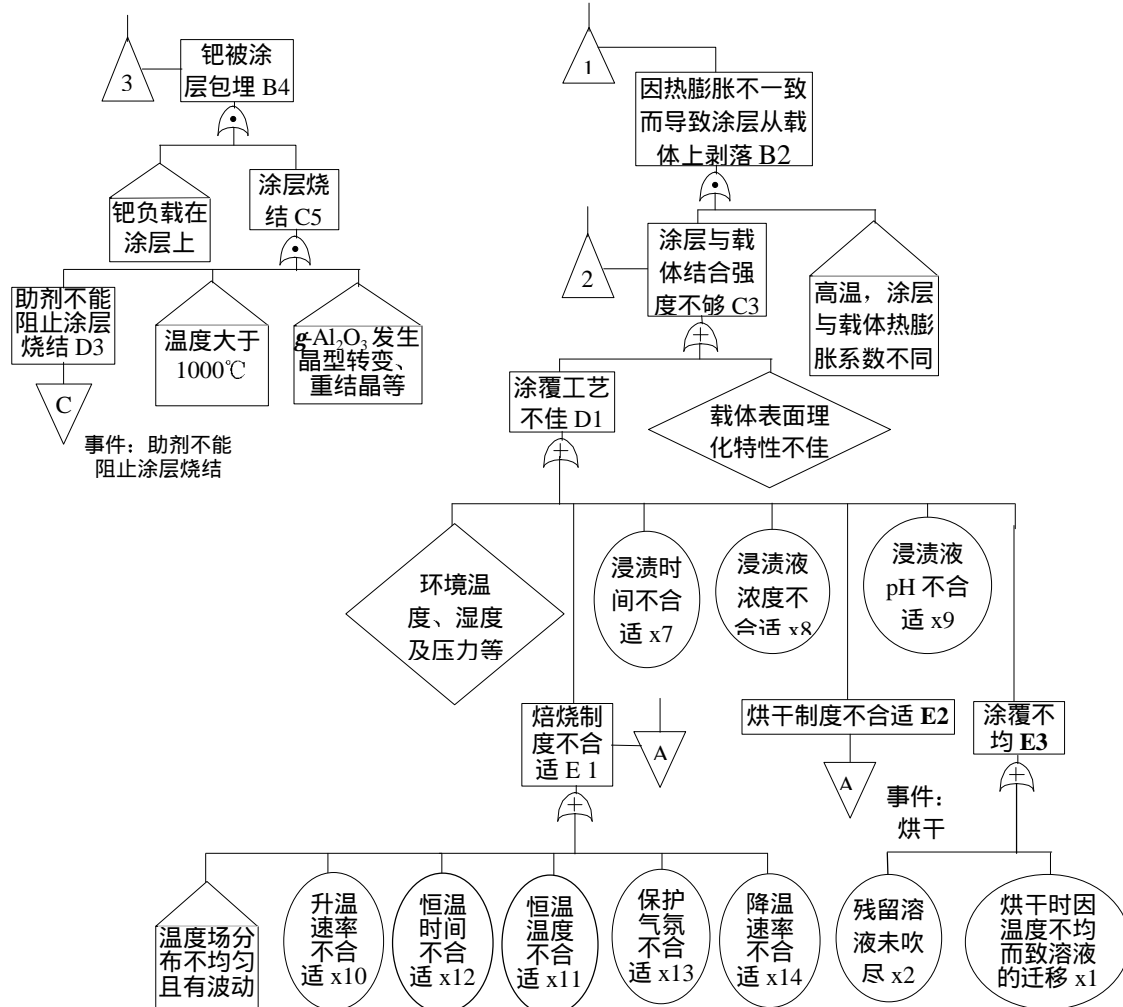 3
钯被涂
层包埋 B4
钯负载在
涂层上
涂层烧
结 C5
助剂不能
阻止涂层
烧结 D3
温度大于
1000℃
g-Al₂O₃ 发生
晶型转变、
重结晶等
C
事件：助剂不能
阻止涂层烧结
1
因热膨胀不一致
而导致涂层从载
体上剥落 B2
2
涂层与载
体结合强
度不够 C3
高温，涂层
与载体热膨
胀系数不同
涂覆工艺
不佳 D1
载体表面理
化特性不佳
环境温
度、湿度
及压力等
浸渍时
间不合
适 x7
浸渍液
浓度不
合适 x8
浸渍液
pH 不合
适 x9
焙烧制
度不合
适 E 1
A
烘干制度不合适 E2
A
事件：
烘干
涂覆不
均 E3
温度场分
布不均匀
且有波动
升温
速率
不合
适 x10
恒温
时间
不合
适 x12
恒温
温度
不合
适 x11
保护
气氛
不合
适 x13
降温
速率
不合
适 x14
残留溶
液未吹
尽 x2
烘干时因
温度不均
而致溶液
的迁移 x1